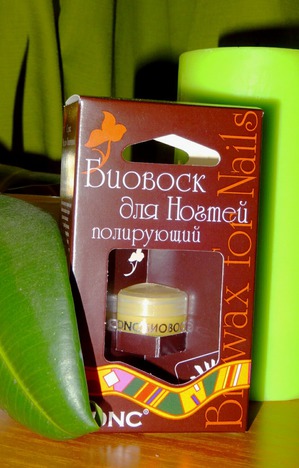 Биовоск
для Ногтей
полирующий
Biowax for Nails
DNC®